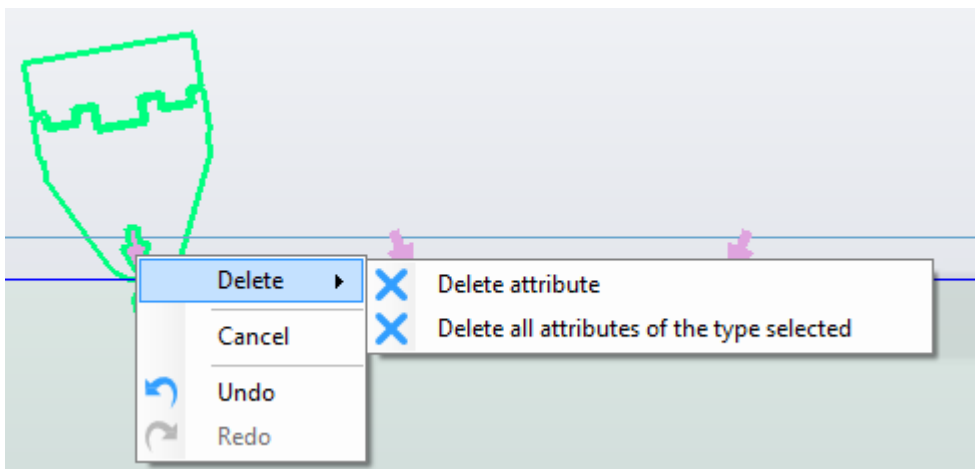 Delete
Delete attribute
Delete all attributes of the type selected
Cancel
Undo
Redo